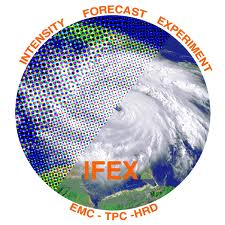 INTENSITY FORECAST EXPERIMENT
IFEX
EMC - TPC -HRD